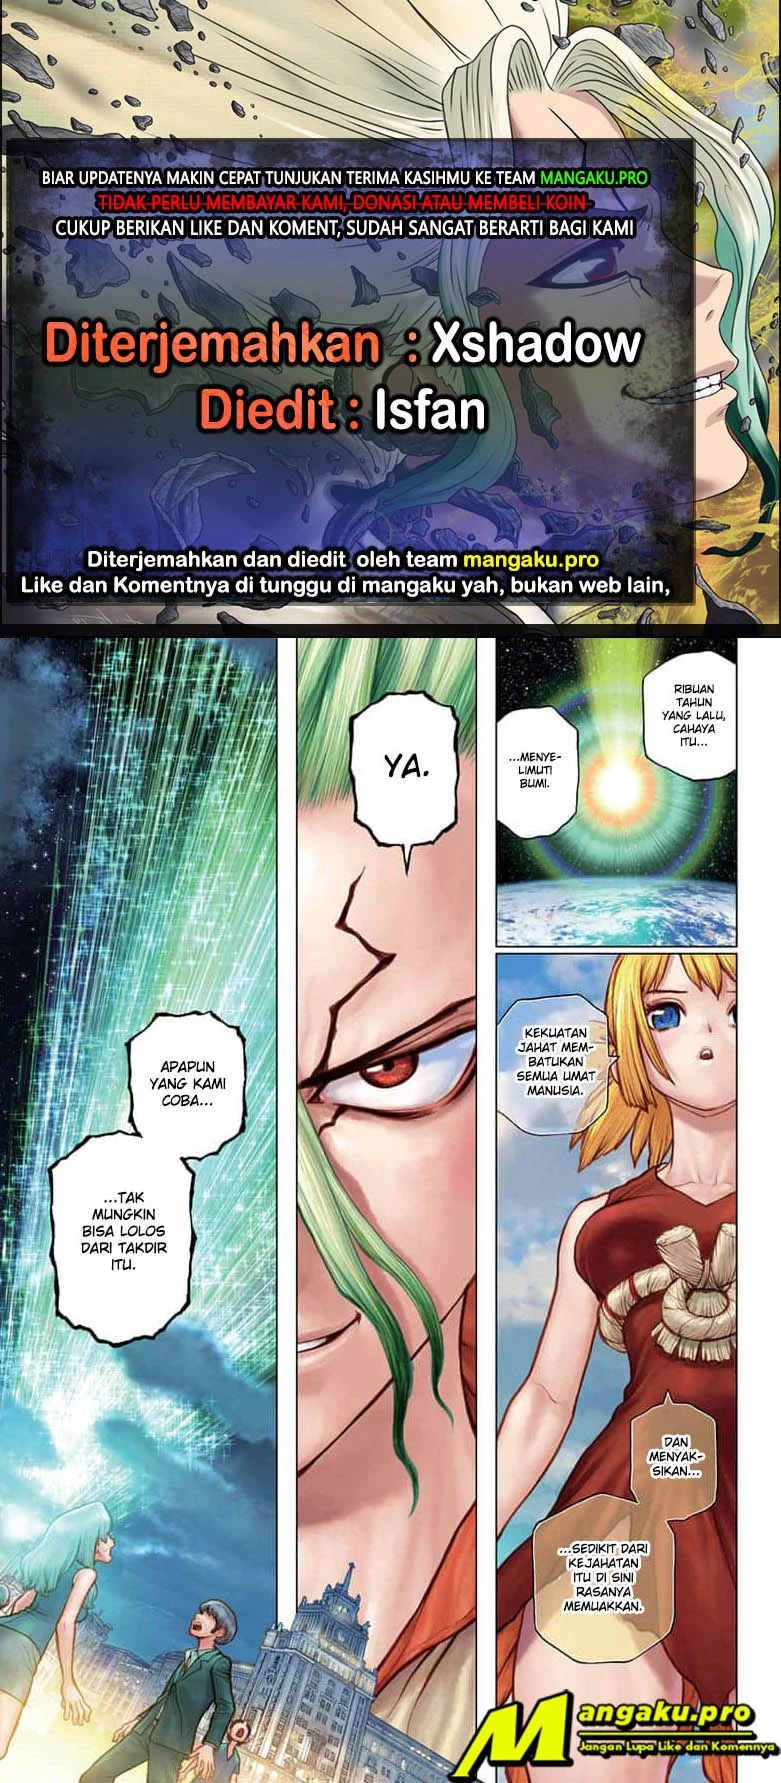 BIAR UPDATENYA MAKIN CEPAT TUNJUKAN TERIMA KASIHMU KE TEAM MANGAKU.PRO
TIDAK PERLU MEMBAYAR KAMI, DONASI ATAU MEMBELI KOIN
CUKUP BERIKAN LIKE DAN KOMENT, SUDAH SANGAT BERARTI BAGI KAMI
Diterjemahkan : Xshadow
Diedit : Isfan
Diterjemahkan dan diedit oleh team mangaku.pro
Like dan Komentnya di tunggu di mangaku yah, bukan web lain,
RIBUAN
TAHUN
YANG LALU,
CAHAYA
ITU...
...MENYE-
LIMUTI
BUMI.
KEKUATAN
JAHAT MEM-
BATUKAN
SEMUA UMAT
MANUSIA.
DAN
MENYAK-
SIKAN...
...SEDIKIT DARI
KEJAHATAN
ITU DI SINI
RASANYA
MEMUAKKAN.
YA.
APAPUN
YANG KAMI
COBA...
...TAK
MUNGKIN
BISA LOLOS
DARI TAKDIR
ITU.
Mangaku.pro
Jangan Lupa Like dan Komennya